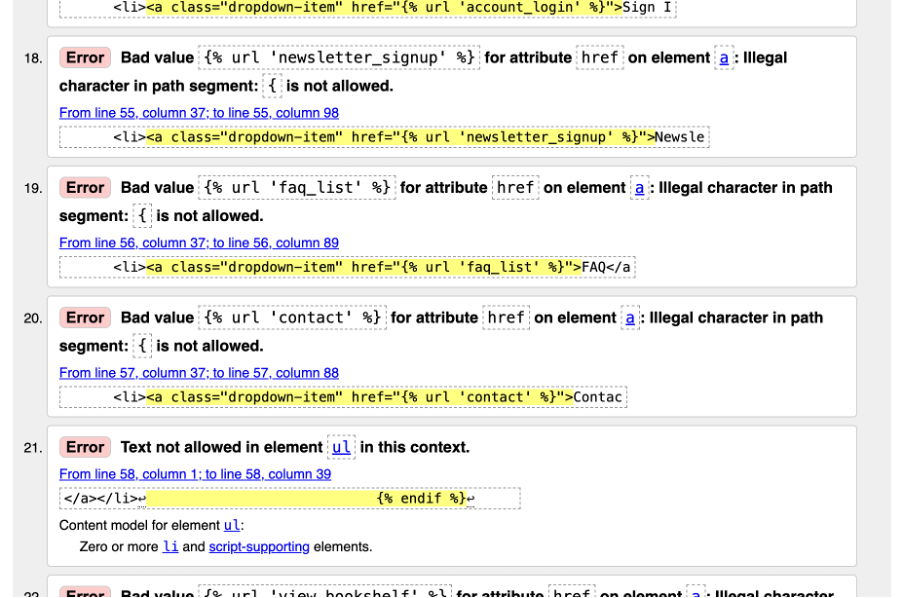 <li><a class="dropdown-item" href="{% url 'account_login' %}">Sign I
18. Error Bad value {% url 'newsletter_signup' %} for attribute href on element a: Illegal
character in path segment: { is not allowed.
From line 55, column 37; to line 55, column 98
<li><a class="dropdown-item" href="{% url 'newsletter_signup' %}">Newsle
19. Error Bad value {% url 'faq_list' %} for attribute href on element a: Illegal character in path
segment: { is not allowed.
From line 56, column 37; to line 56, column 89
<li><a class="dropdown-item" href="{% url 'faq_list' %}">FAQ</a
20. Error Bad value {% url 'contact' %} for attribute href on element a: Illegal character in path
segment: { is not allowed.
From line 57, column 37; to line 57, column 88
<li><a class="dropdown-item" href="{% url 'contact' %}">Contac
21. Error Text not allowed in element ul in this context.
From line 58, column 1; to line 58, column 39
</a></li>↩ {% endif %}↩
Content model for element ul:
Zero or more li and script-supporting elements.
22. Error Bad value {% url 'view_bookshelf' %} for attribute href on element a: Illegal character